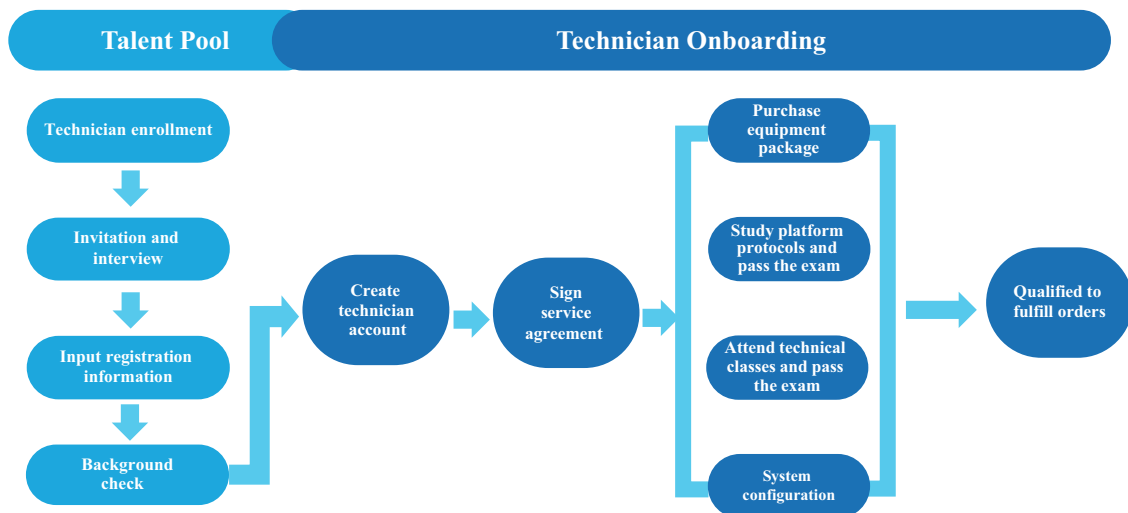 Talent Pool
Technician Onboarding
Technician enrollment
Invitation and
interview
Input registration
information
Background
check
Create
technician
account
Sign
service
agreement
Purchase
equipment
package
Study platform
protocols and
pass the exam
Attend technical
classes and pass
the exam
System
configuration
Qualified to
fulfill orders